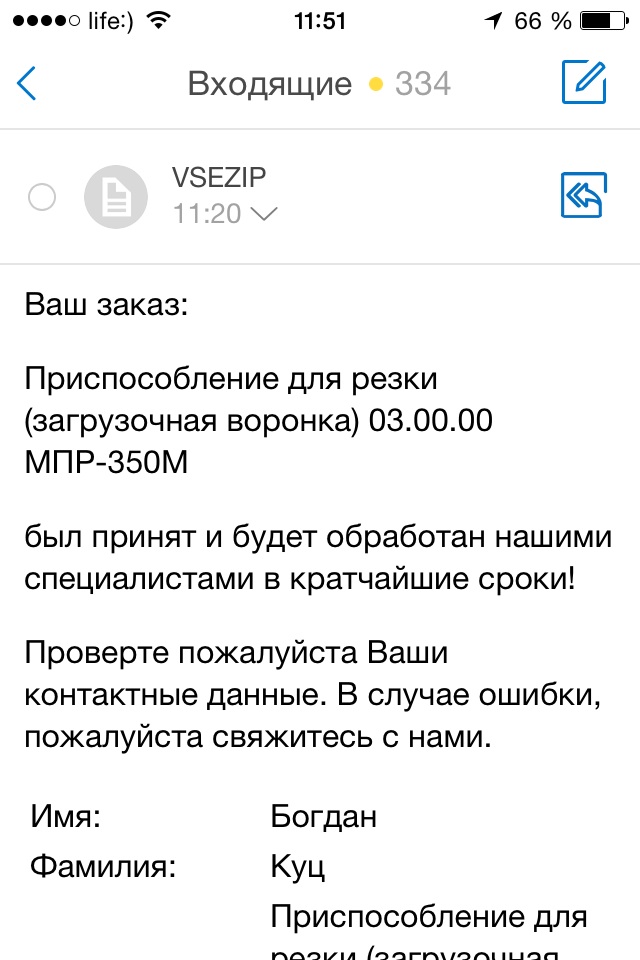 life:) 11:51 66 %
Входящие 334
VSEZIP
11:20
Ваш заказ:
Приспособление для резки
(загрузочная воронка) 03.00.00
МПР-350М
был принят и будет обработан нашими
специалистами в кратчайшие сроки!
Проверте пожалуйста Ваши
контактные данные. В случае ошибки,
пожалуйста свяжитесь с нами.
Имя: Богдан
Фамилия: Куц
Приспособление для
резки (загрузочная